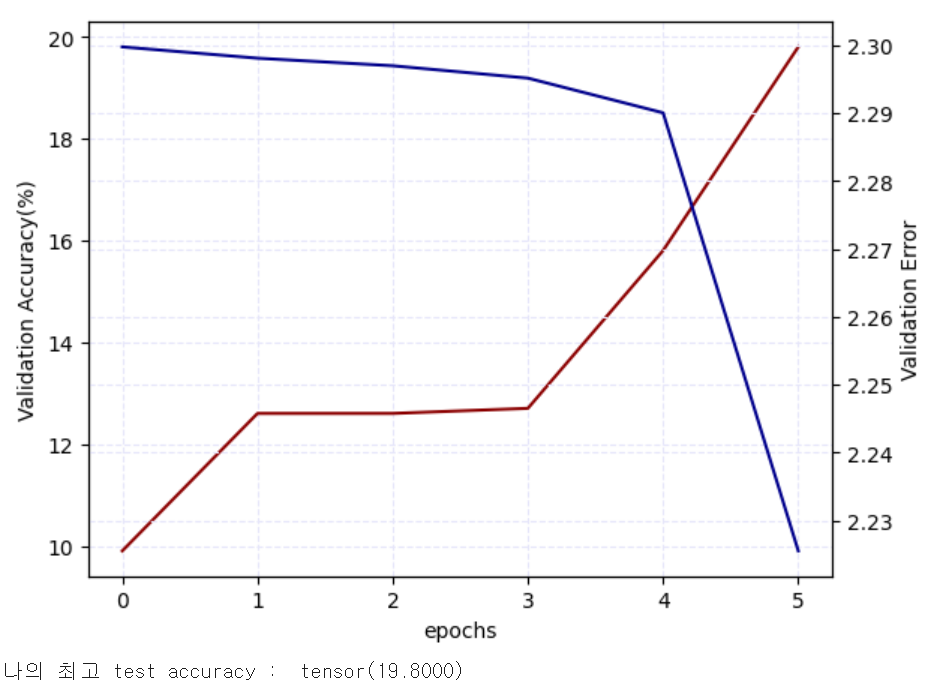 20
18
16
14
12
10
Validation Accuracy(%)
2.30
2.29
2.28
2.27
2.26
2.25
2.24
2.23
Validation Error
0 1 2 3 4 5
epochs
나의 최고 test accuracy :  tensor(19.8000)